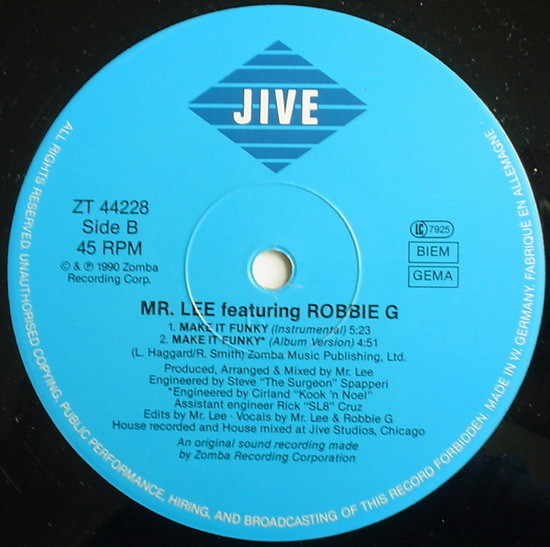 JIVE
ZT 44228
Side B
45 RPM
© & ℗ 1990 Zomba
Recording Corp.
LC 7925
BIEM
GEMA
MR. LEE featuring ROBBIE G
1. MAKE IT FUNKY (Instrumental) 5:23
2. MAKE IT FUNKY* (Album Version) 4:51
(L. Haggard/R. Smith) Zomba Music Publishing, Ltd.
Produced, Arranged & Mixed by Mr. Lee
Engineered by Steve "The Surgeon" Spapperi
*Engineered by Cirland "Kook 'n Noel"
Assistant engineer Rick "SL8" Cruz
Edits by Mr. Lee · Vocals by Mr. Lee & Robbie G
House recorded and House mixed at Jive Studios, Chicago
An original sound recording made
by Zomba Recording Corporation
ALL RIGHTS RESERVED. UNAUTHORISED COPYING, PUBLIC PERFORMANCE, HIRING, AND BROADCASTING OF THIS RECORD FORBIDDEN. MADE IN W. GERMANY. FABRIQUÉ EN ALLEMAGNE